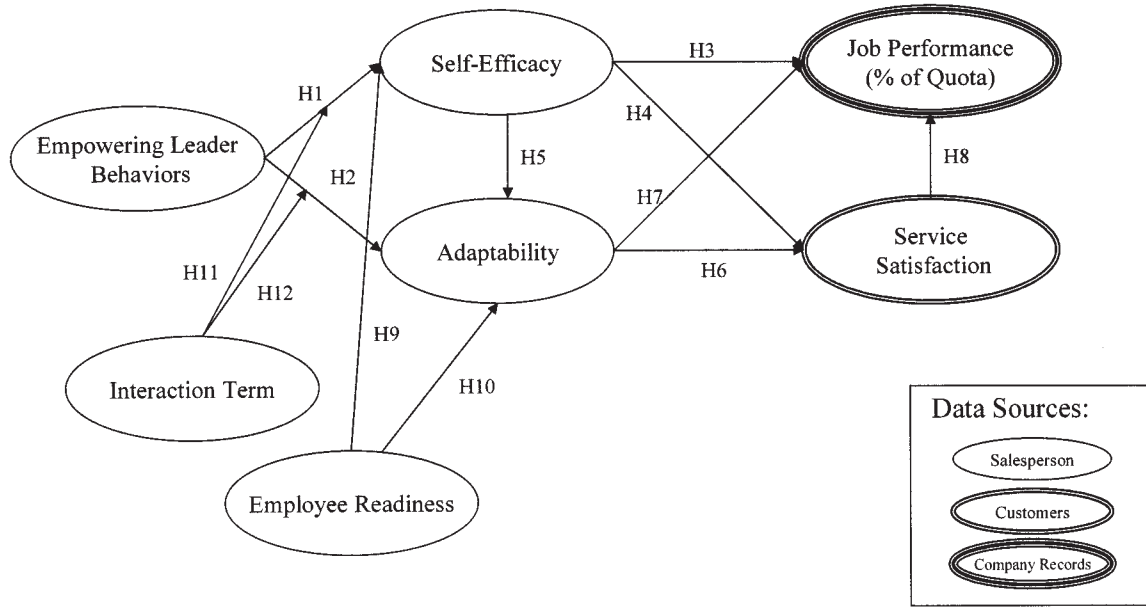 Self-Efficacy
H3
Job Performance
(% of Quota)
H1
H4
Empowering Leader
Behaviors
H2
H5
H8
H7
Adaptability
Service
Satisfaction
H6
H11
H12
H9
Interaction Term
H10
Employee Readiness
Data Sources:
Salesperson
Customers
Company Records